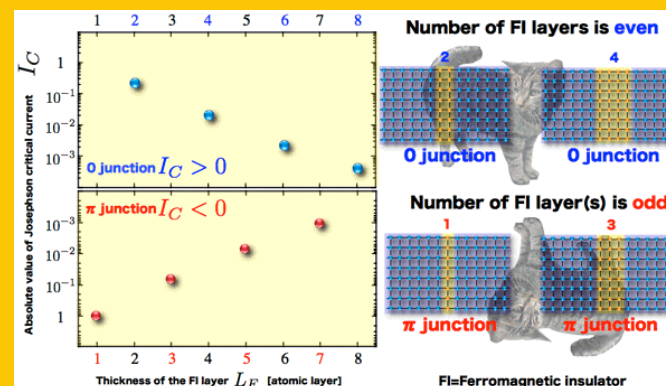 1 2 3 4 5 6 7 8
Number of FI layers is even
2 4
I_C
1
10⁻¹
10⁻²
10⁻³
0 junction I_C > 0
0 junction 0 junction
Absolute value of Josephson critical current
π junction I_C < 0
10⁻³
10⁻²
10⁻¹
1
Number of FI layer(s) is odd
1 3
π junction π junction
1 2 3 4 5 6 7 8
Thickness of the FI layer L_F [atomic layer]
FI=Ferromagnetic insulator